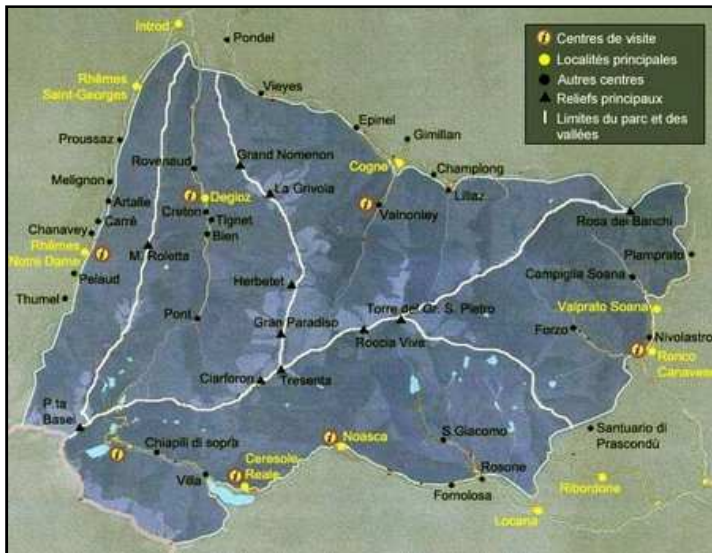 Introd
Pondel
Centres de visite
Localités principales
Autres centres
Reliefs principaux
Limites du parc et des
vallées
Rhêmes
Saint-Georges
Vieyes
Epinel
Gimillan
Proussaz
Rovenaud
Grand Nomenon
Cogne
Champlong
Melignon
La Grivola
Lillaz
Artalle
Degioz
Creton
Valnonley
Carrè
Tignet
Rosa dei Banchi
Chanavey
Bien
Rhêmes
Notre Dame
M. Roletta
Piamprato
Pelaud
Herbetet
Campiglia Soana
Thumel
Torre del Gr. S. Pietro
Valprato Soana
Pont
Gran Paradiso
Roccia Viva
Forzo
Nivolastro
Ronco
Canavese
Ciarforon
Tresenta
P.ta
Basei
Noasca
S.Giacomo
Santuario di
Prascondù
Chiapili di sopra
Ceresole
Reale
Villa
Rosone
Fornolosa
Ribordone
Locana